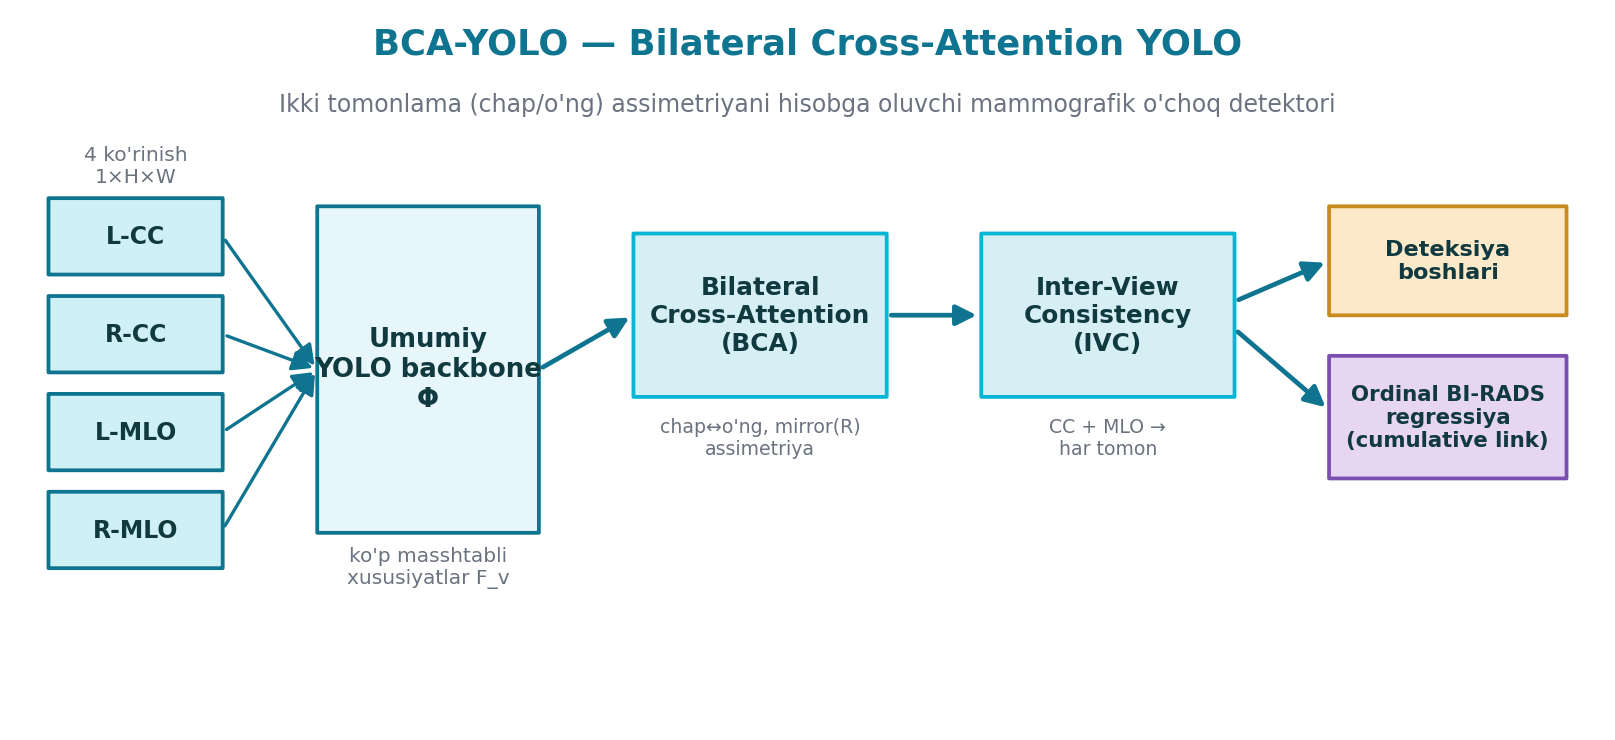 BCA-YOLO — Bilateral Cross-Attention YOLO
Ikki tomonlama (chap/o'ng) assimetriyani hisobga oluvchi mammografik o'choq detektori
4 ko'rinish
1×H×W
L-CC
R-CC
L-MLO
R-MLO
Umumiy
YOLO backbone
Φ
ko'p masshtabli
xususiyatlar F_v
Bilateral
Cross-Attention
(BCA)
chap↔o'ng, mirror(R)
assimetriya
Inter-View
Consistency
(IVC)
CC + MLO →
har tomon
Deteksiya
boshlari
Ordinal BI-RADS
regressiya
(cumulative link)